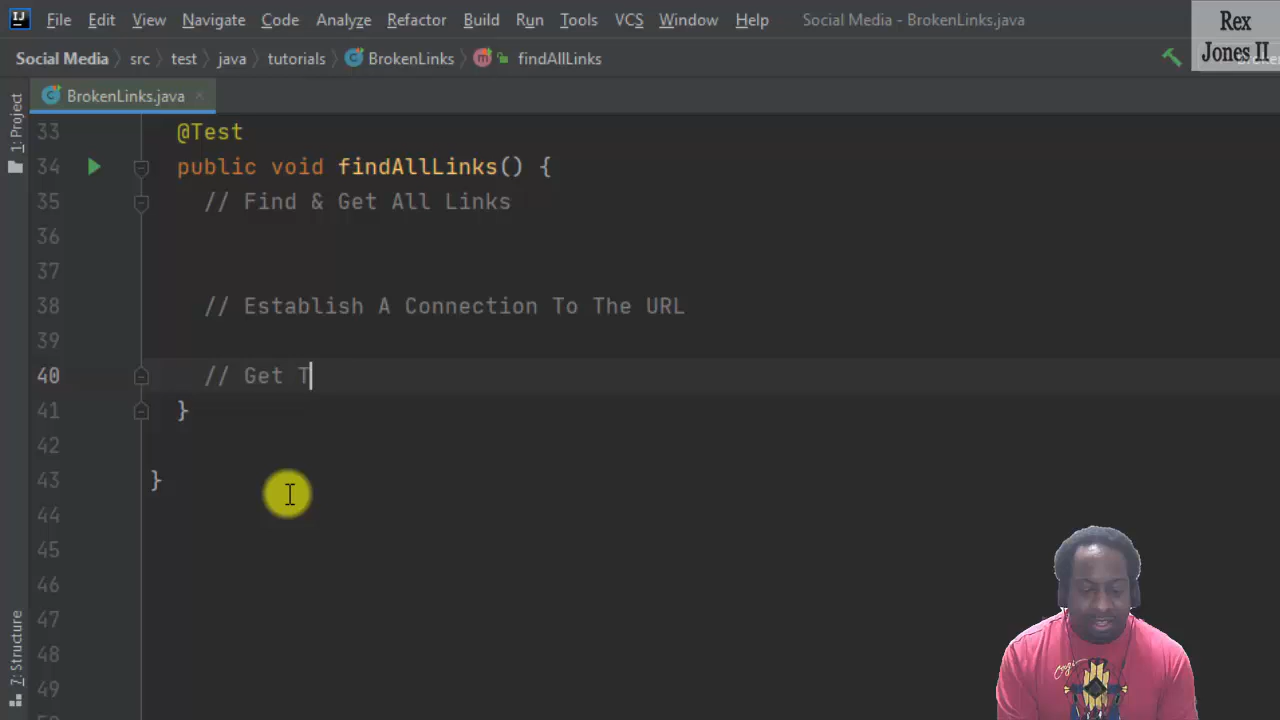 File Edit View Navigate Code Analyze Refactor Build Run Tools VCS Window Help Social Media - BrokenLinks.java
Rex
Jones II
Social Media src test java tutorials BrokenLinks findAllLinks
BrokenLinks.java
1: Project
33 @Test
34 public void findAllLinks() {
35 // Find & Get All Links
36
37
38 // Establish A Connection To The URL
39
40 // Get T
41 }
42
43 }
44
45
46
47
48
49
7: Structure